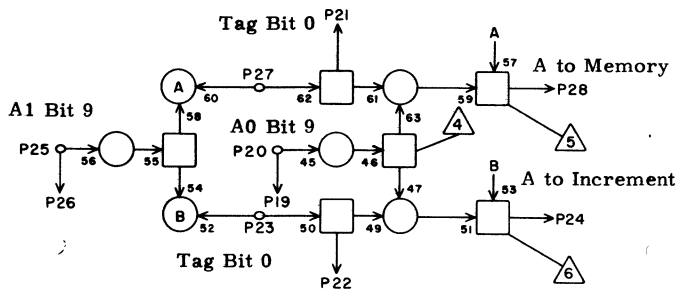 Tag Bit 0
P21
A
57
A to Memory
A
P27
60
62
61
59
P28
58
63
A1 Bit 9
A0 Bit 9
4
5
P25
56
55
P20
45
46
54
47
A to Increment
B
53
P26
P19
B
52
P23
50
49
51
P24
Tag Bit 0
P22
6